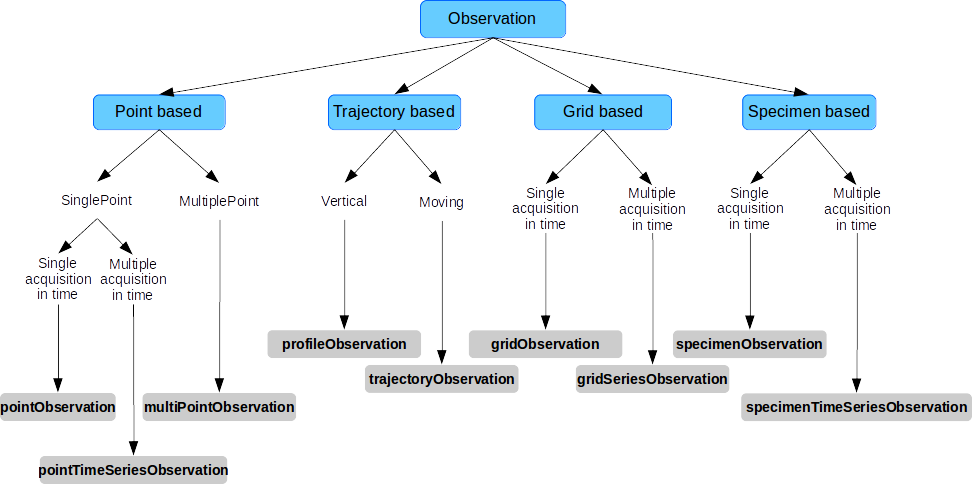 Observation
Point based
Trajectory based
Grid based
Specimen based
SinglePoint
MultiplePoint
Vertical
Moving
Single
acquisition
in time
Multiple
acquisition
in time
Single
acquisition
in time
Multiple
acquisition
in time
Single
acquisition
in time
Multiple
acquisition
in time
profileObservation
gridObservation
specimenObservation
trajectoryObservation
gridSeriesObservation
pointObservation
multiPointObservation
specimenTimeSeriesObservation
pointTimeSeriesObservation